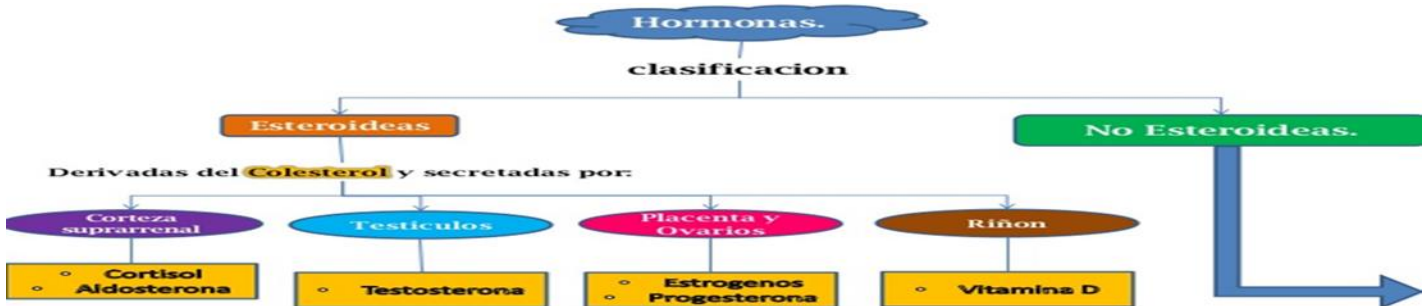 Hormonas.
clasificacion
Esteroideas
No Esteroideas.
Derivadas del Colesterol y secretadas por:
Corteza
suprarrenal
Testiculos
Placenta y
Ovarios
Riñon
° Cortisol
° Aldosterona
° Testosterona
° Estrogenos
° Progesterona
° Vitamina D